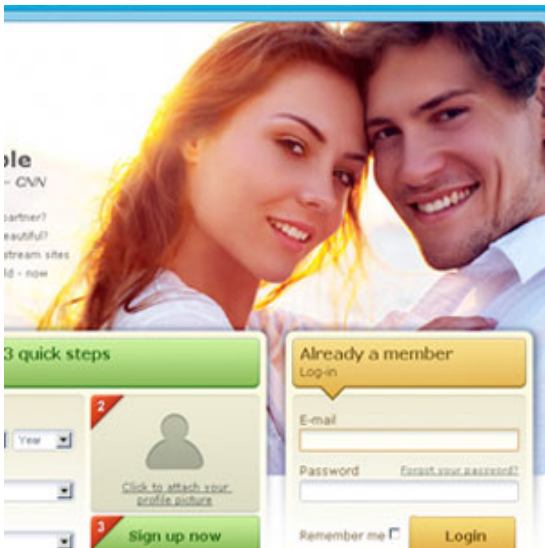 ple
- CNN
partner?
eautiful?
stream sites
ld - now
3 quick steps
Already a member
Log-in
2
E-mail
Year
Password
Forgot your password?
Click to attach your
profile picture
3
Sign up now
Remember me
Login